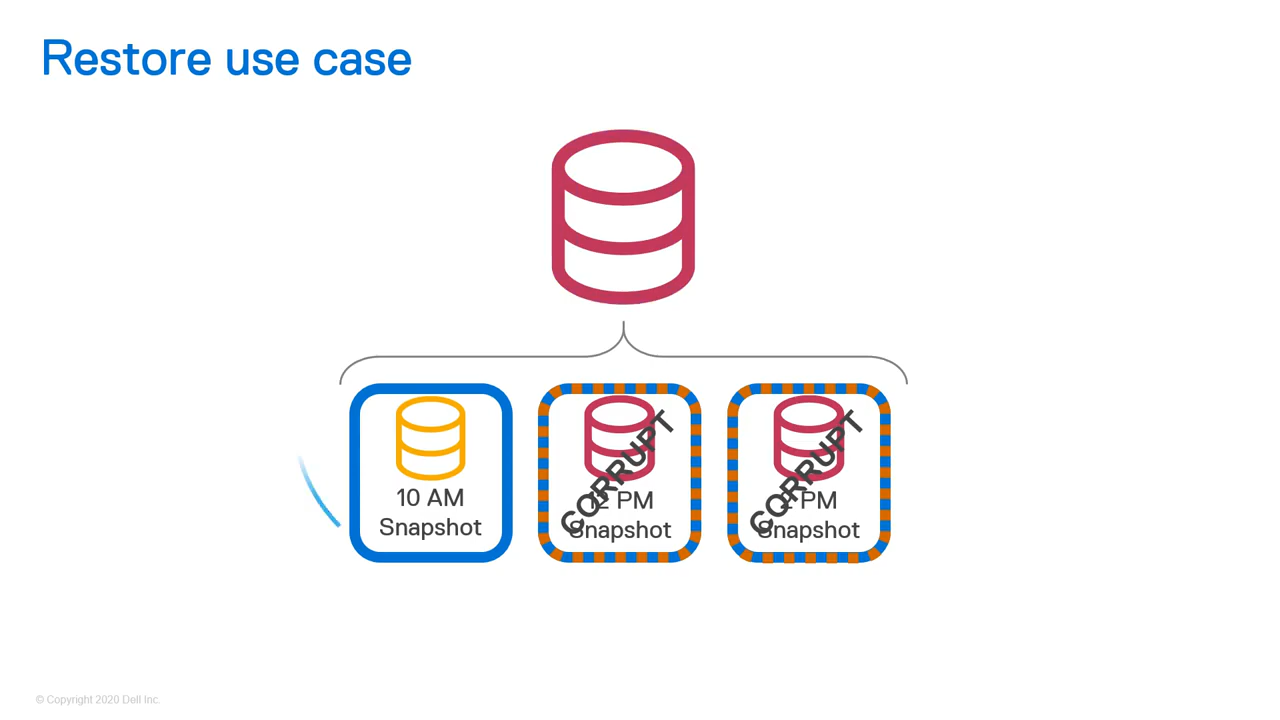 Restore use case
10 AM
Snapshot
CORRUPT
PM
Snapshot
CORRUPT
PM
Snapshot
© Copyright 2020 Dell Inc.